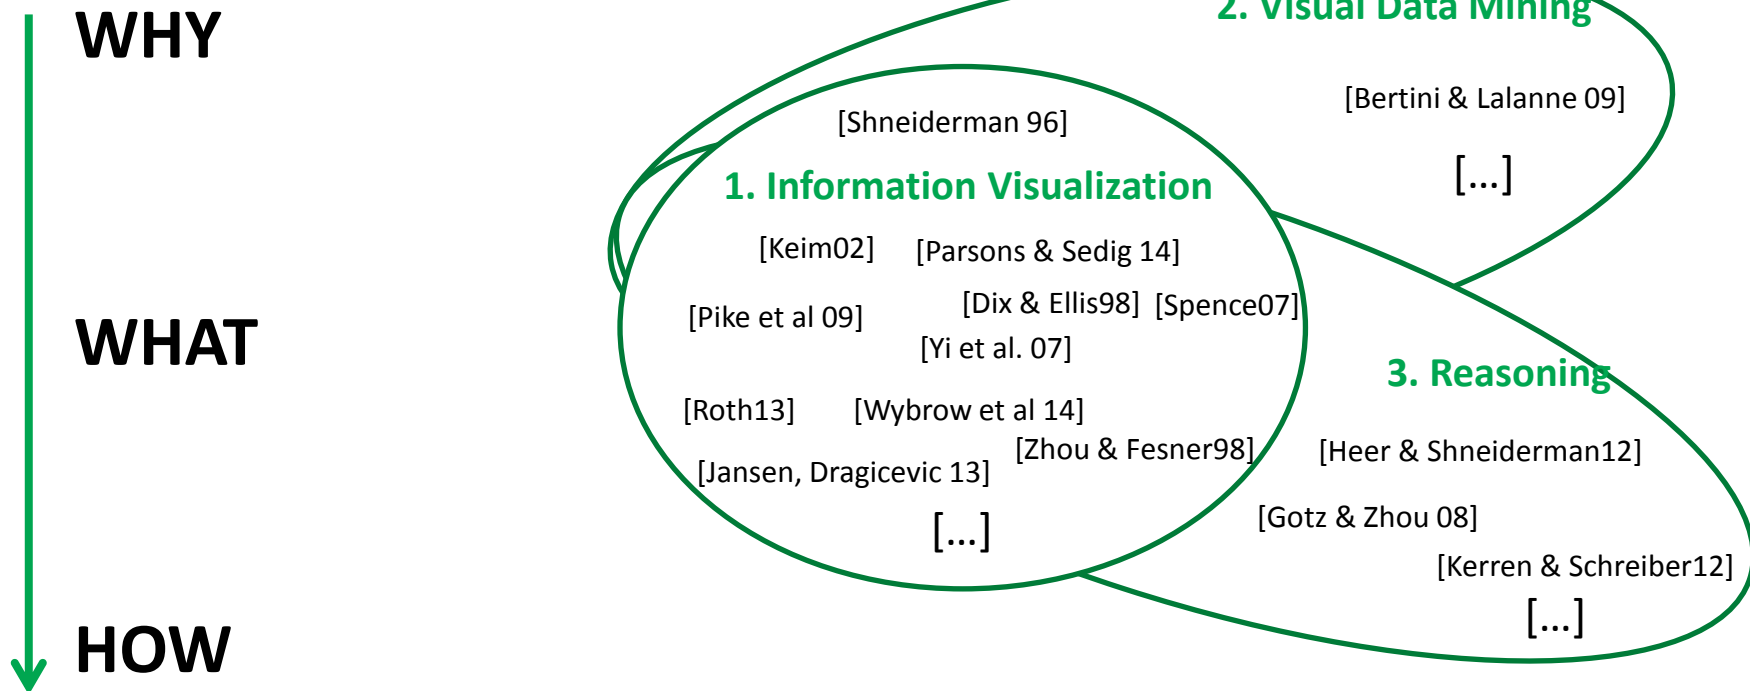 WHY
2. Visual Data Mining
[Bertini & Lalanne 09]
[Shneiderman 96]
[...]
1. Information Visualization
[Keim02]
[Parsons & Sedig 14]
[Dix & Ellis98]
[Spence07]
[Pike et al 09]
WHAT
[Yi et al. 07]
3. Reasoning
[Roth13]
[Wybrow et al 14]
[Zhou & Fesner98]
[Heer & Shneiderman12]
[Jansen, Dragicevic 13]
[Gotz & Zhou 08]
[...]
[Kerren & Schreiber12]
[...]
HOW